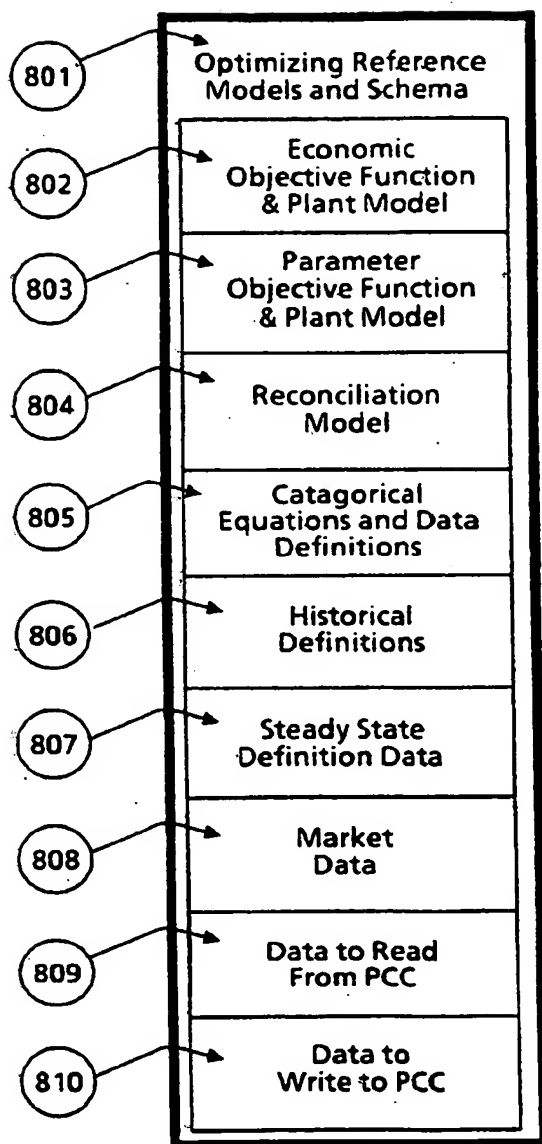 801
Optimizing Reference
Models and Schema
802
Economic
Objective Function
& Plant Model
803
Parameter
Objective Function
& Plant Model
804
Reconciliation
Model
805
Catagorical
Equations and Data
Definitions
806
Historical
Definitions
807
Steady State
Definition Data
808
Market
Data
809
Data to Read
From PCC
810
Data to
Write to PCC